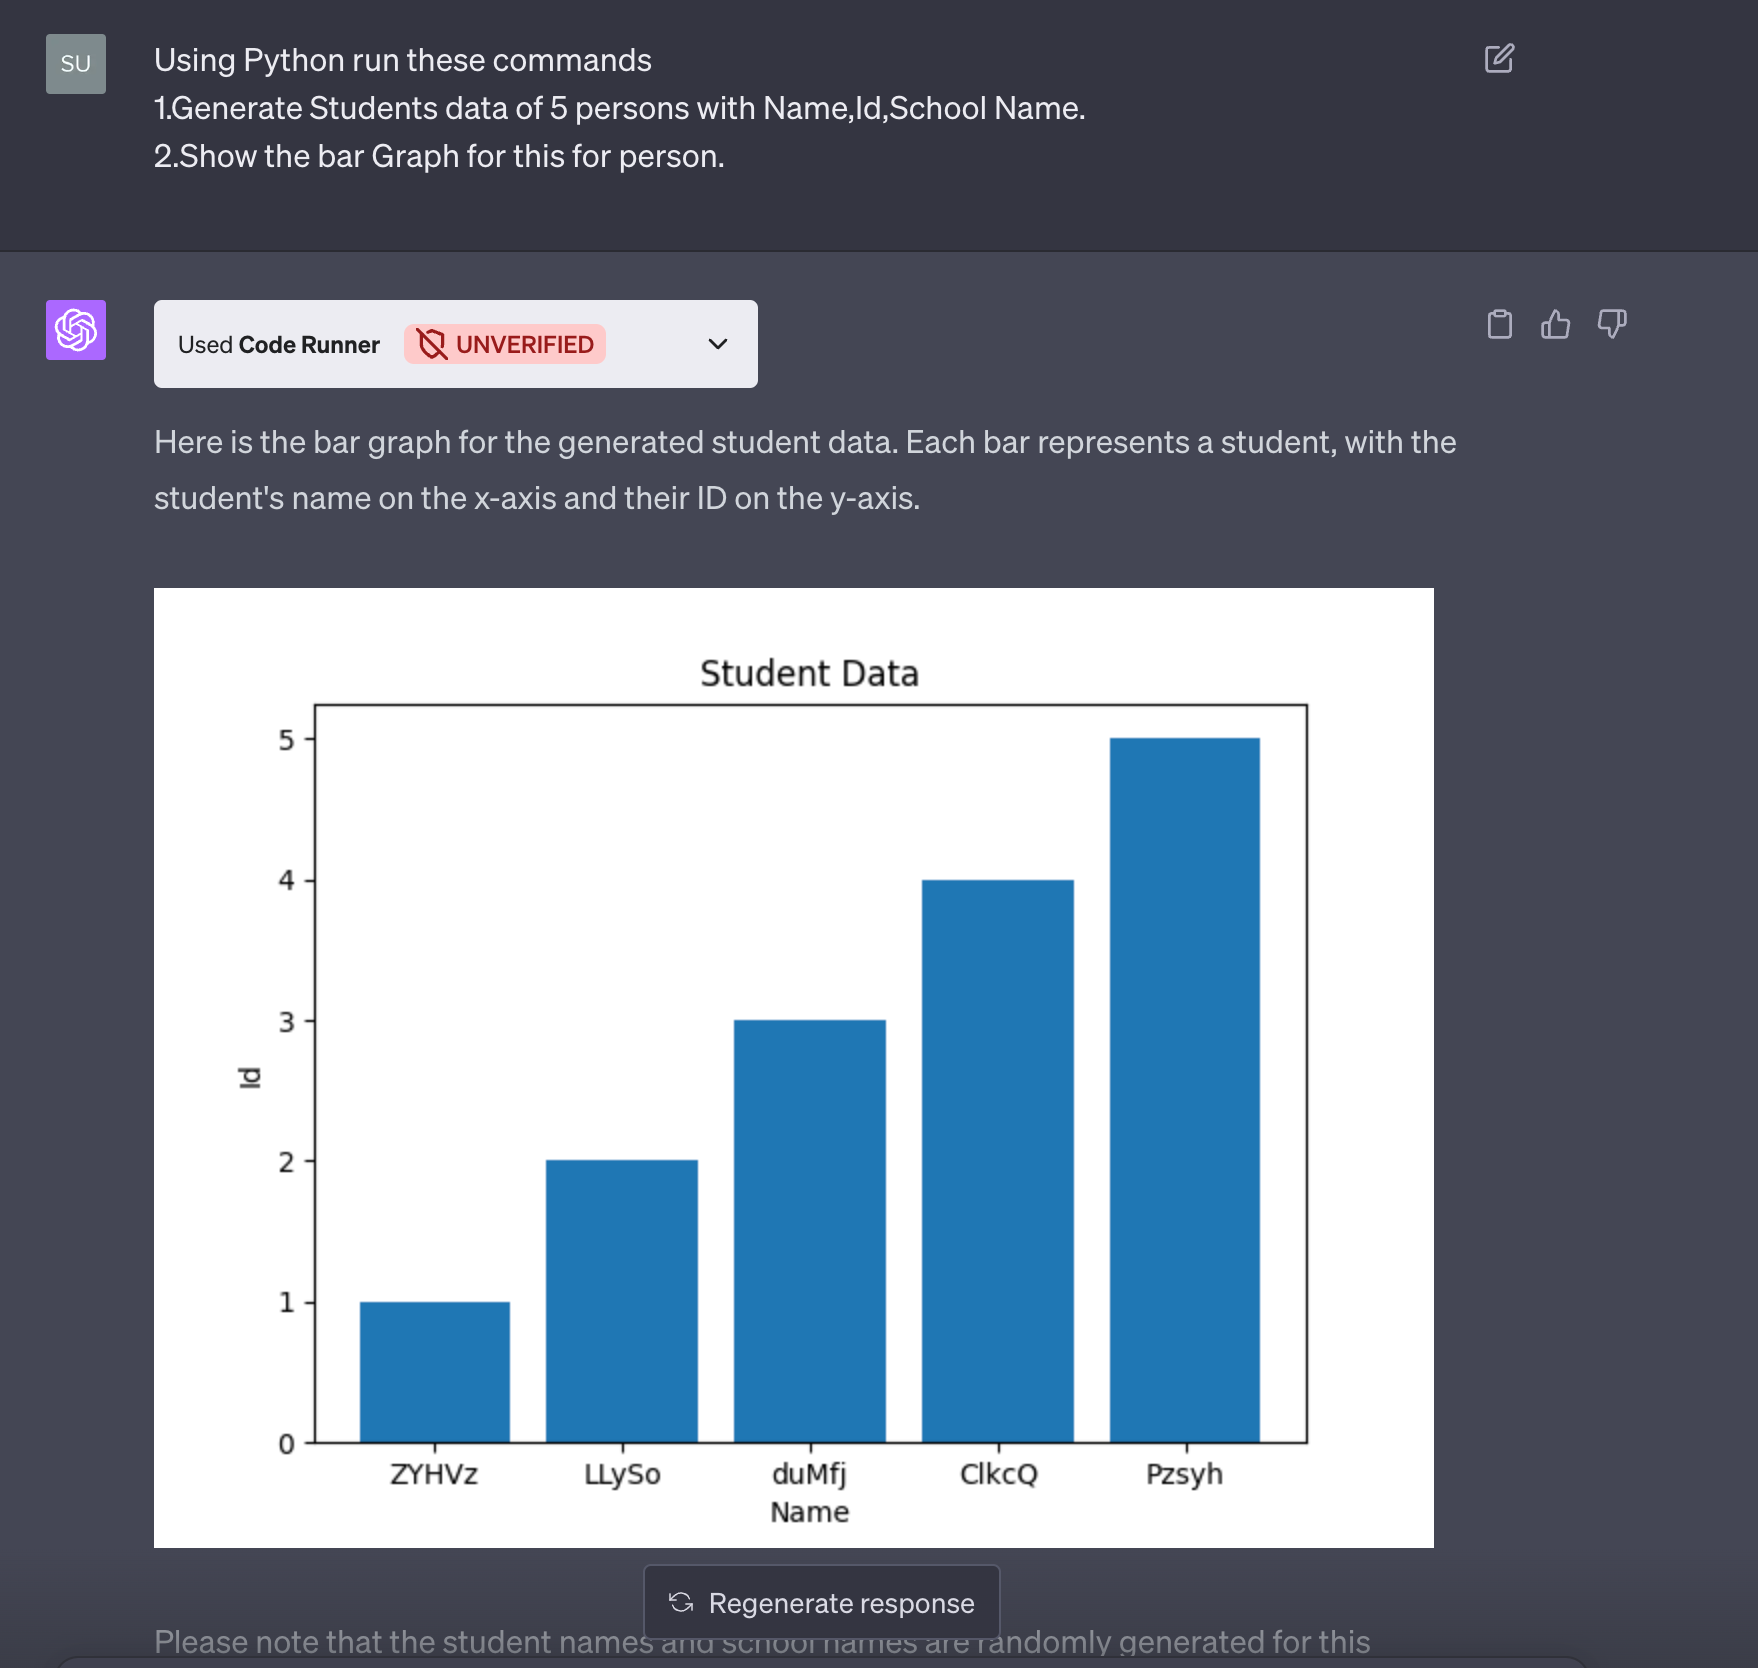 SU
Using Python run these commands
1.Generate Students data of 5 persons with Name,Id,School Name.
2.Show the bar Graph for this for person.
Used Code Runner UNVERIFIED
Here is the bar graph for the generated student data. Each bar represents a student, with the
student's name on the x-axis and their ID on the y-axis.
Student Data
5
4
3
Id
2
1
0
ZYHVz LLySo duMfj ClkcQ Pzsyh
Name
Regenerate response
Please note that the student names and school names are randomly generated for this